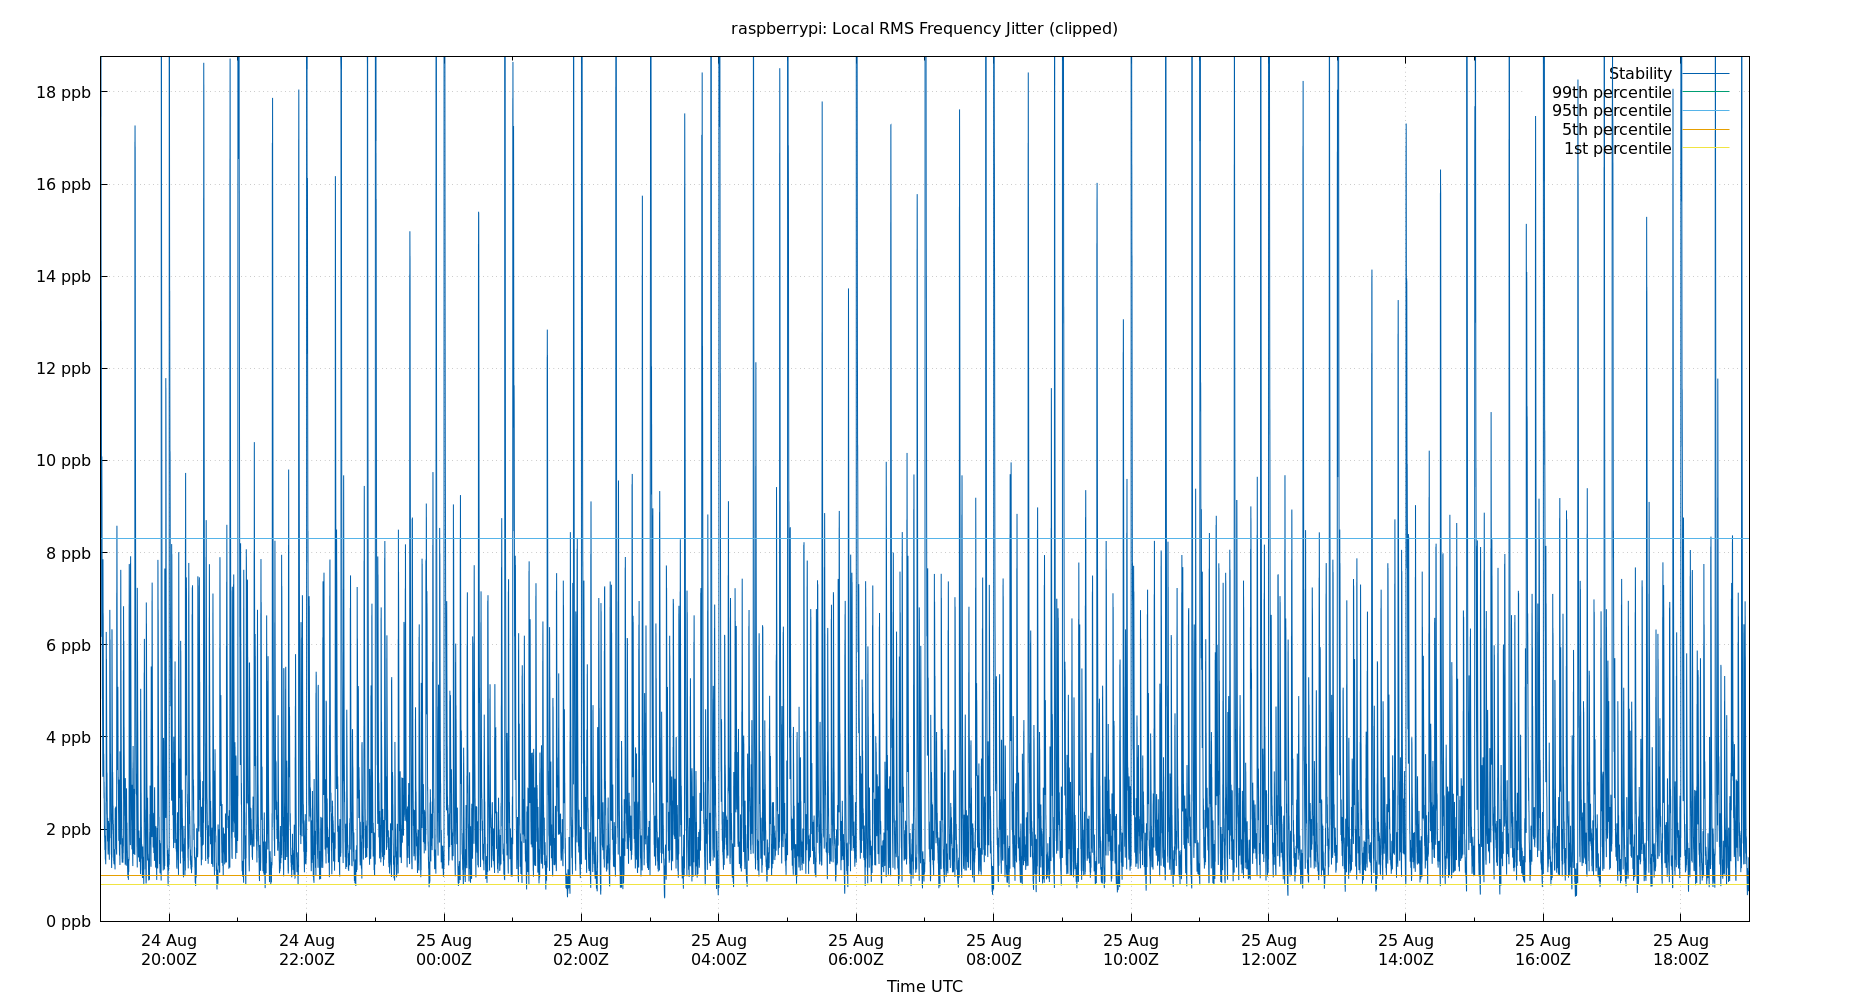 raspberrypi: Local RMS Frequency Jitter (clipped)
Stability
99th percentile
95th percentile
5th percentile
1st percentile
18 ppb
16 ppb
14 ppb
12 ppb
10 ppb
8 ppb
6 ppb
4 ppb
2 ppb
0 ppb
24 Aug 24 Aug 25 Aug 25 Aug 25 Aug 25 Aug 25 Aug 25 Aug 25 Aug 25 Aug 25 Aug 25 Aug
20:00Z 22:00Z 00:00Z 02:00Z 04:00Z 06:00Z 08:00Z 10:00Z 12:00Z 14:00Z 16:00Z 18:00Z
Time UTC